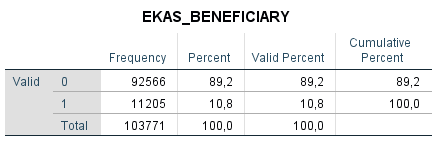 EKAS_BENEFICIARY
Frequency Percent Valid Percent Cumulative Percent
Valid 0 92566 89,2 89,2 89,2
1 11205 10,8 10,8 100,0
Total 103771 100,0 100,0